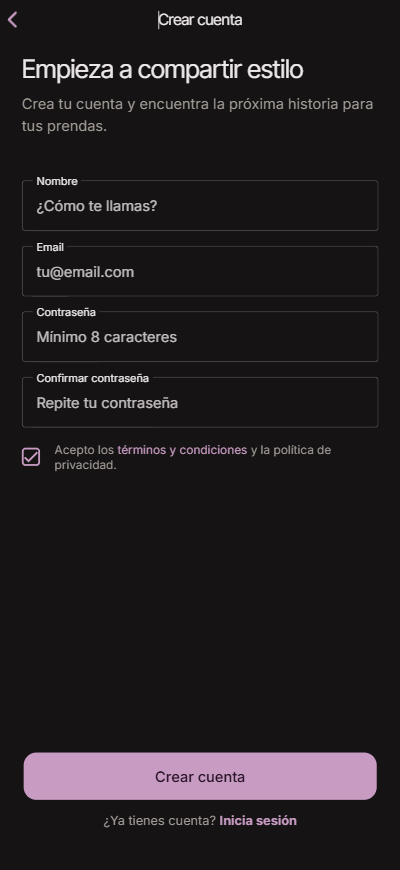 Crear cuenta
Empieza a compartir estilo
Crea tu cuenta y encuentra la próxima historia para
tus prendas.
Nombre
¿Cómo te llamas?
Email
tu@email.com
Contraseña
Mínimo 8 caracteres
Confirmar contraseña
Repite tu contraseña
Acepto los términos y condiciones y la política de
privacidad.
Crear cuenta
¿Ya tienes cuenta? Inicia sesión